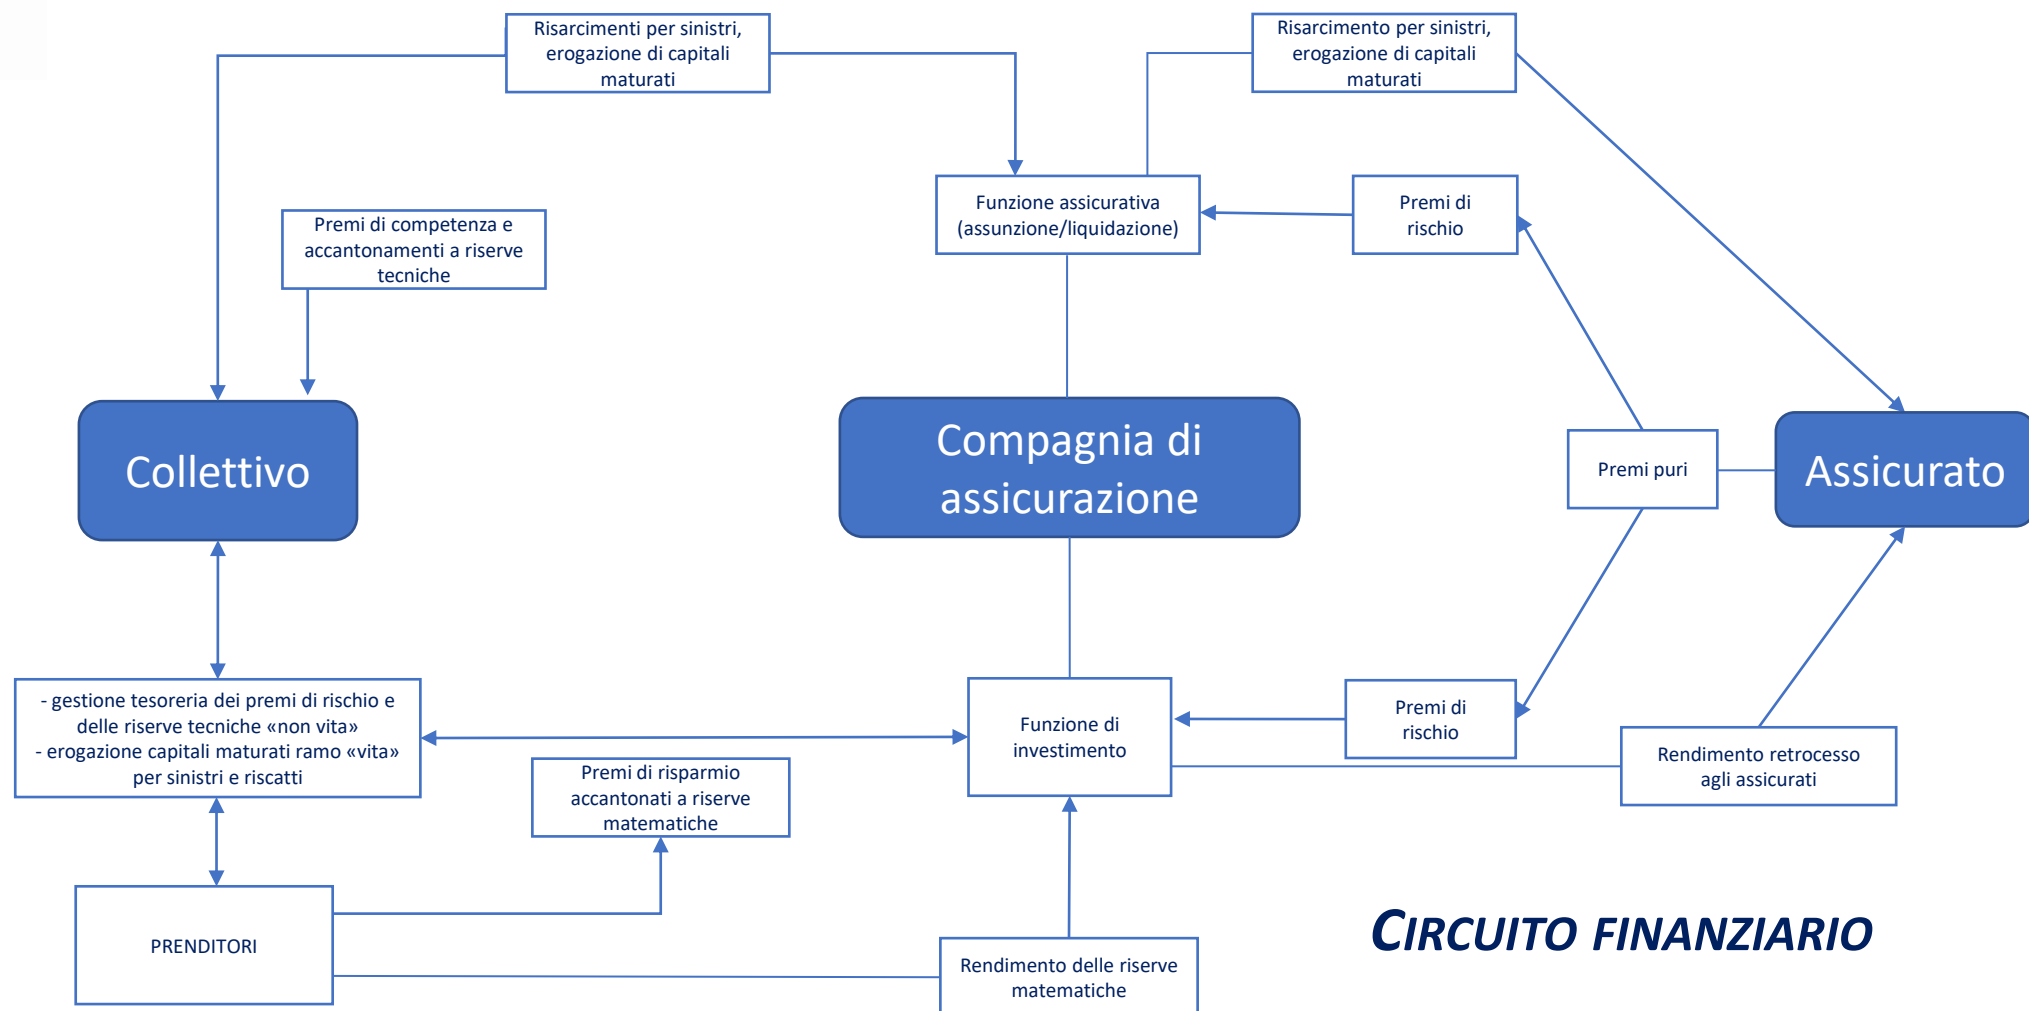 Risarcimenti per sinistri,
erogazione di capitali
maturati
Risarcimento per sinistri,
erogazione di capitali
maturati
Funzione assicurativa
(assunzione/liquidazione)
Premi di
rischio
Premi di competenza e
accantonamenti a riserve
tecniche
Collettivo
Compagnia di
assicurazione
Premi puri
Assicurato
- gestione tesoreria dei premi di rischio e
delle riserve tecniche «non vita»
- erogazione capitali maturati ramo «vita»
per sinistri e riscatti
Funzione di
investimento
Premi di
rischio
Rendimento retrocesso
agli assicurati
Premi di risparmio
accantonati a riserve
matematiche
PRENDITORI
Rendimento delle riserve
matematiche
CIRCUITO FINANZIARIO